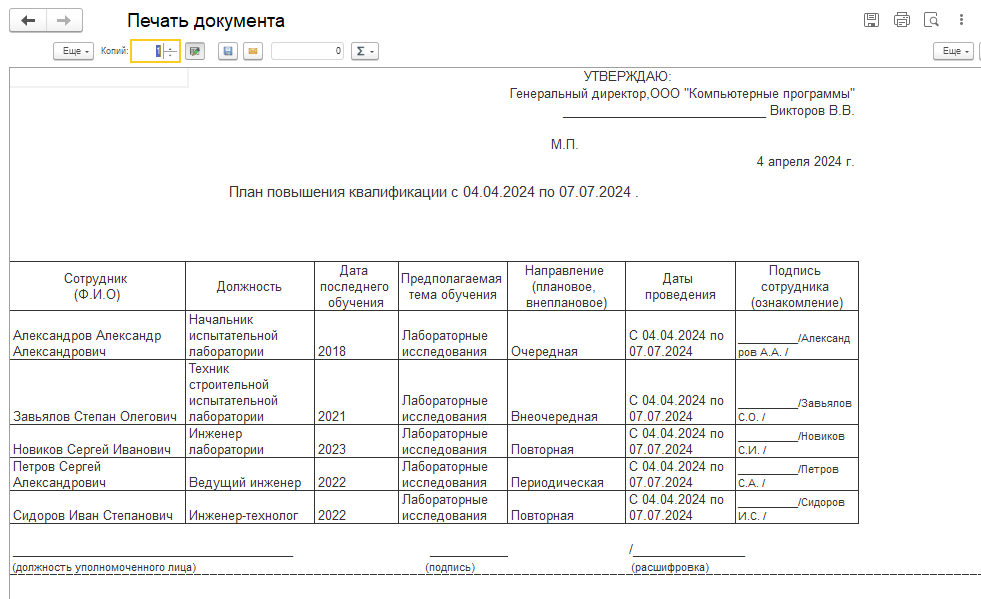 Печать документа
Еще
Копий: 1
0
Σ
Еще
УТВЕРЖДАЮ:
Генеральный директор,ООО "Компьютерные программы"
____________________________ Викторов В.В.
М.П.
4 апреля 2024 г.
План повышения квалификации с 04.04.2024 по 07.07.2024 .
Сотрудник
(Ф.И.О)
Должность
Дата
последнего
обучения
Предполагаемая
тема обучения
Направление
(плановое,
внеплановое)
Даты
проведения
Подпись
сотрудника
(ознакомление)
Александров Александр
Александрович
Начальник
испытательной
лаборатории
2018
Лабораторные
исследования
Очередная
С 04.04.2024 по
07.07.2024
__________/Александ
ров А.А. /
Завьялов Степан Олегович
Техник
строительной
испытательной
лаборатории
2021
Лабораторные
исследования
Внеочередная
С 04.04.2024 по
07.07.2024
__________/Завьялов
С.О. /
Новиков Сергей Иванович
Инженер
лаборатории
2023
Лабораторные
исследования
Повторная
С 04.04.2024 по
07.07.2024
__________/Новиков
С.И. /
Петров Сергей
Александрович
Ведущий инженер
2022
Лабораторные
исследования
Периодическая
С 04.04.2024 по
07.07.2024
__________/Петров
С.А. /
Сидоров Иван Степанович
Инженер-технолог
2022
Лабораторные
исследования
Повторная
С 04.04.2024 по
07.07.2024
__________/Сидоров
И.С. /
________________________________ __________ /______________
(должность уполномоченного лица) (подпись) (расшифровка)